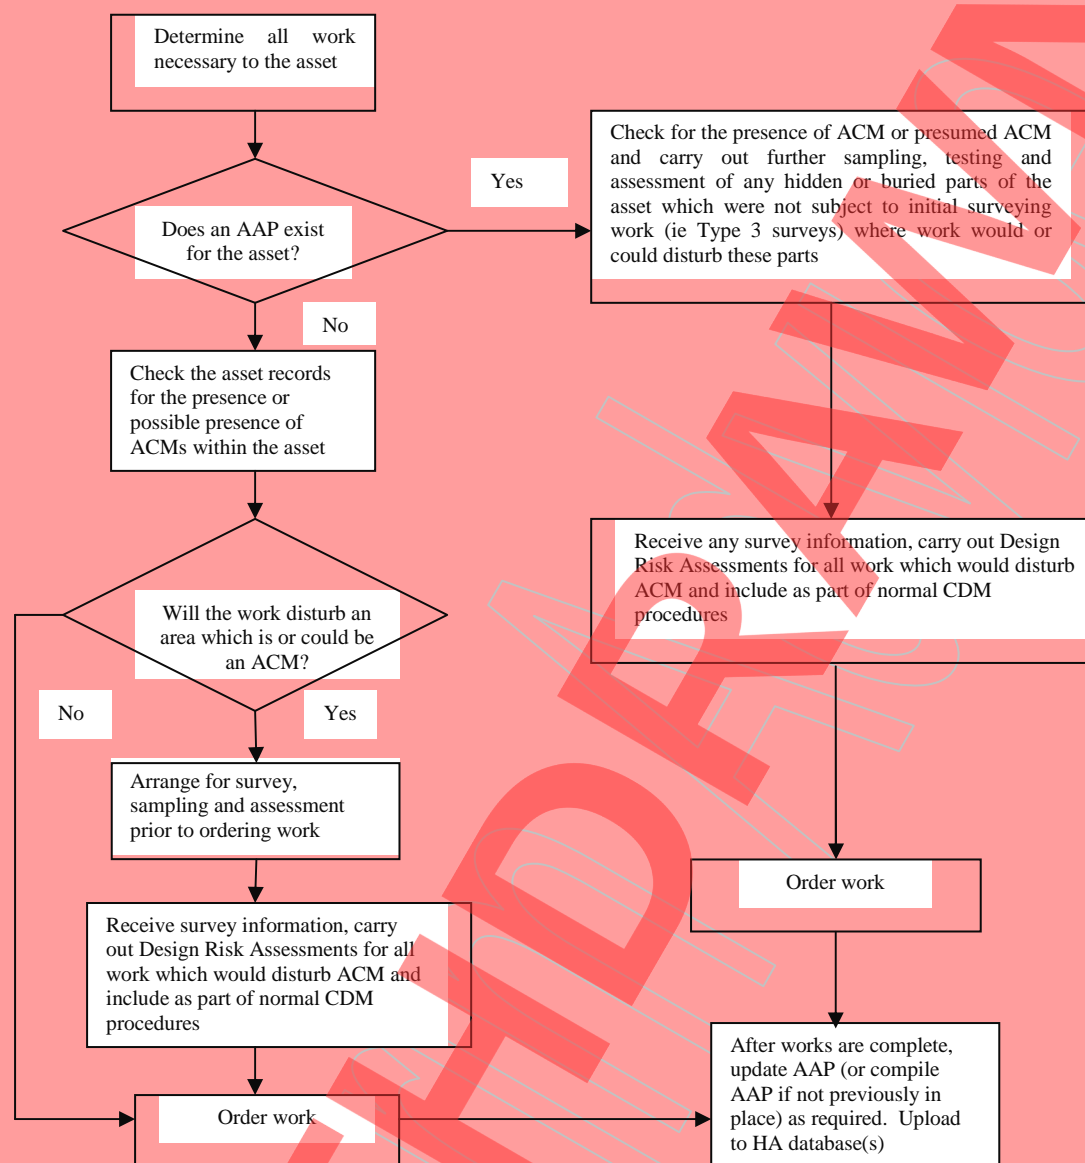 Determine all work
necessary to the asset
Does an AAP exist
for the asset?
Yes
Check for the presence of ACM or presumed ACM
and carry out further sampling, testing and
assessment of any hidden or buried parts of the
asset which were not subject to initial surveying
work (ie Type 3 surveys) where work would or
could disturb these parts
No
Check the asset records
for the presence or
possible presence of
ACMs within the asset
Receive any survey information, carry out Design
Risk Assessments for all work which would disturb
ACM and include as part of normal CDM
procedures
Will the work disturb an
area which is or could be
an ACM?
No
Yes
Arrange for survey,
sampling and assessment
prior to ordering work
Order work
Receive survey information, carry
out Design Risk Assessments for all
work which would disturb ACM and
include as part of normal CDM
procedures
Order work
After works are complete,
update AAP (or compile
AAP if not previously in
place) as required. Upload
to HA database(s)
THDRAWN